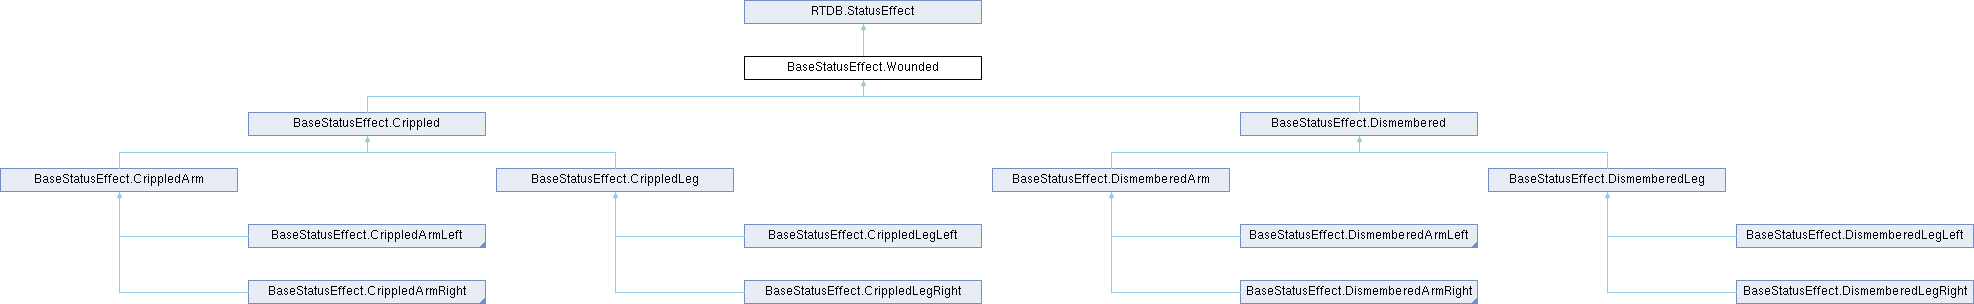 RTDB.StatusEffect
BaseStatusEffect.Wounded
BaseStatusEffect.Crippled
BaseStatusEffect.Dismembered
BaseStatusEffect.CrippledArm
BaseStatusEffect.CrippledLeg
BaseStatusEffect.DismemberedArm
BaseStatusEffect.DismemberedLeg
BaseStatusEffect.CrippledArmLeft
BaseStatusEffect.CrippledLegLeft
BaseStatusEffect.DismemberedArmLeft
BaseStatusEffect.DismemberedLegLeft
BaseStatusEffect.CrippledArmRight
BaseStatusEffect.CrippledLegRight
BaseStatusEffect.DismemberedArmRight
BaseStatusEffect.DismemberedLegRight